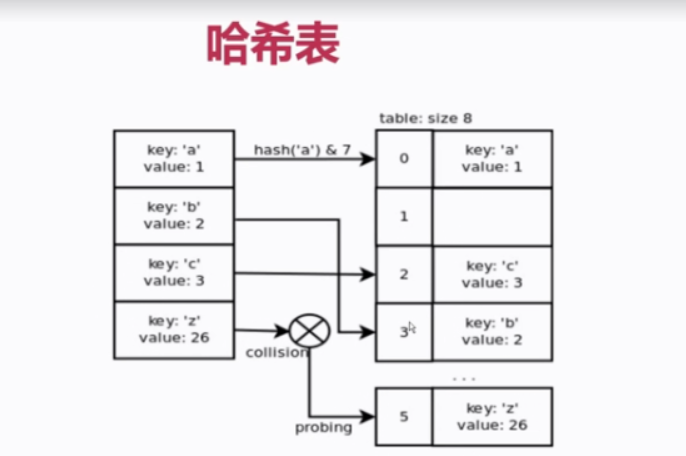 哈希表
table: size 8
key: 'a'
value: 1
hash('a') & 7
0
key: 'a'
value: 1
key: 'b'
value: 2
1
key: 'c'
value: 3
2
key: 'c'
value: 3
key: 'z'
value: 26
collision
3
key: 'b'
value: 2
...
probing
5
key: 'z'
value: 26